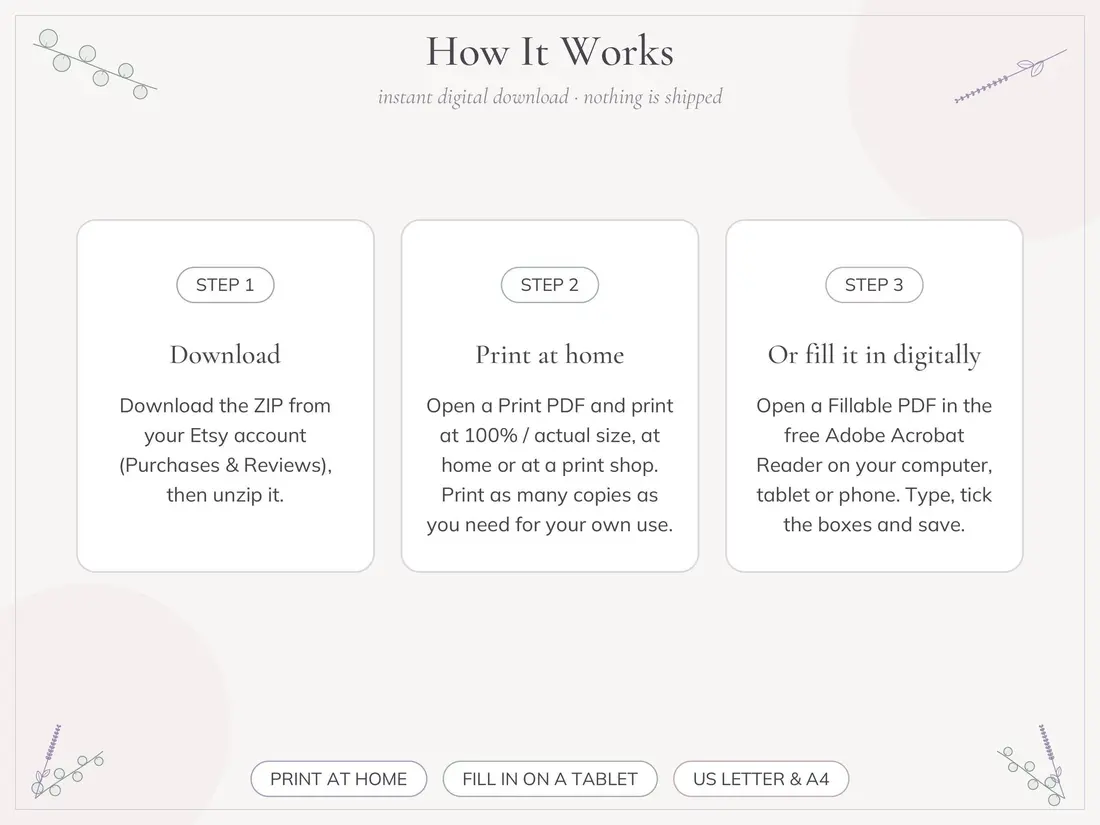 How It Works
instant digital download · nothing is shipped
STEP 1
Download
Download the ZIP from
your Etsy account
(Purchases & Reviews),
then unzip it.
STEP 2
Print at home
Open a Print PDF and print
at 100% / actual size, at
home or at a print shop.
Print as many copies as
you need for your own use.
STEP 3
Or fill it in digitally
Open a Fillable PDF in the
free Adobe Acrobat
Reader on your computer,
tablet or phone. Type, tick
the boxes and save.
PRINT AT HOME
FILL IN ON A TABLET
US LETTER & A4